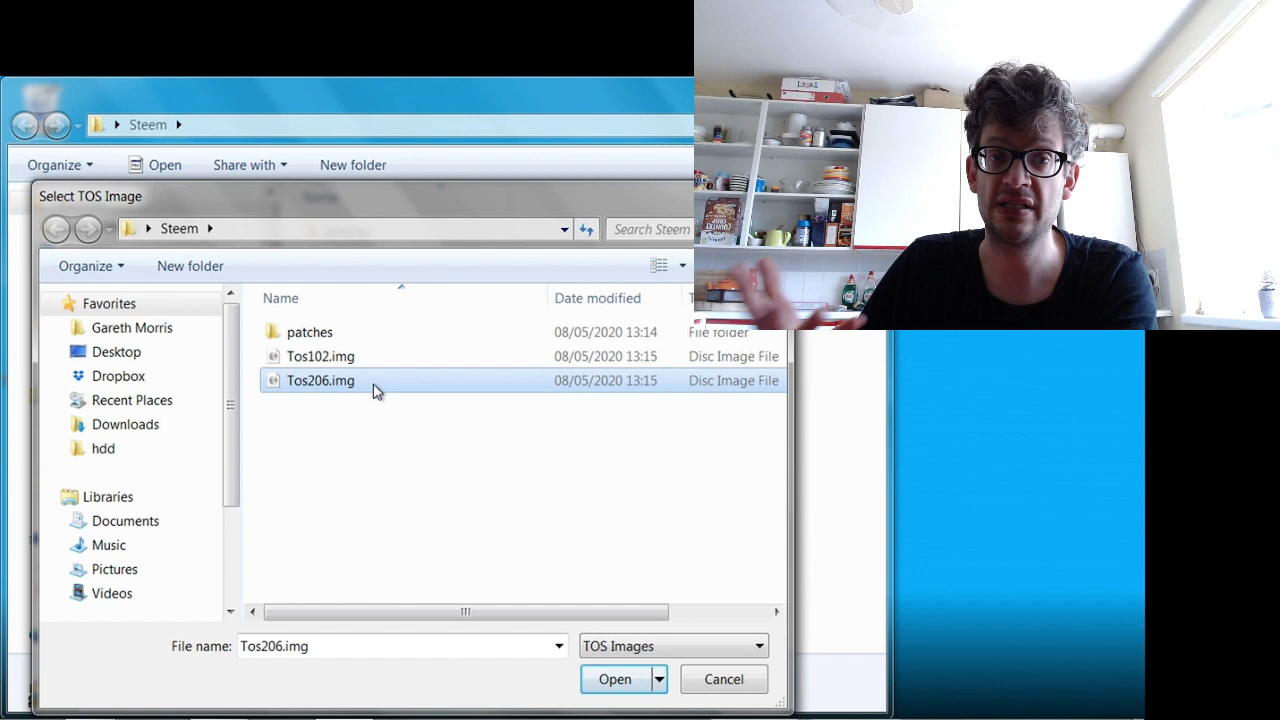 Steem
Organize
Open
Share with
New folder
Select TOS Image
Steem
Search Steem
Organize
New folder
Favorites
Gareth Morris
Desktop
Dropbox
Recent Places
Downloads
hdd
Libraries
Documents
Music
Pictures
Videos
Name Date modified T
patches 08/05/2020 13:14 File folder
Tos102.img 08/05/2020 13:15 Disc Image File
Tos206.img 08/05/2020 13:15 Disc Image File
File name: Tos206.img TOS Images
Open Cancel
COUNTRY
CRISP